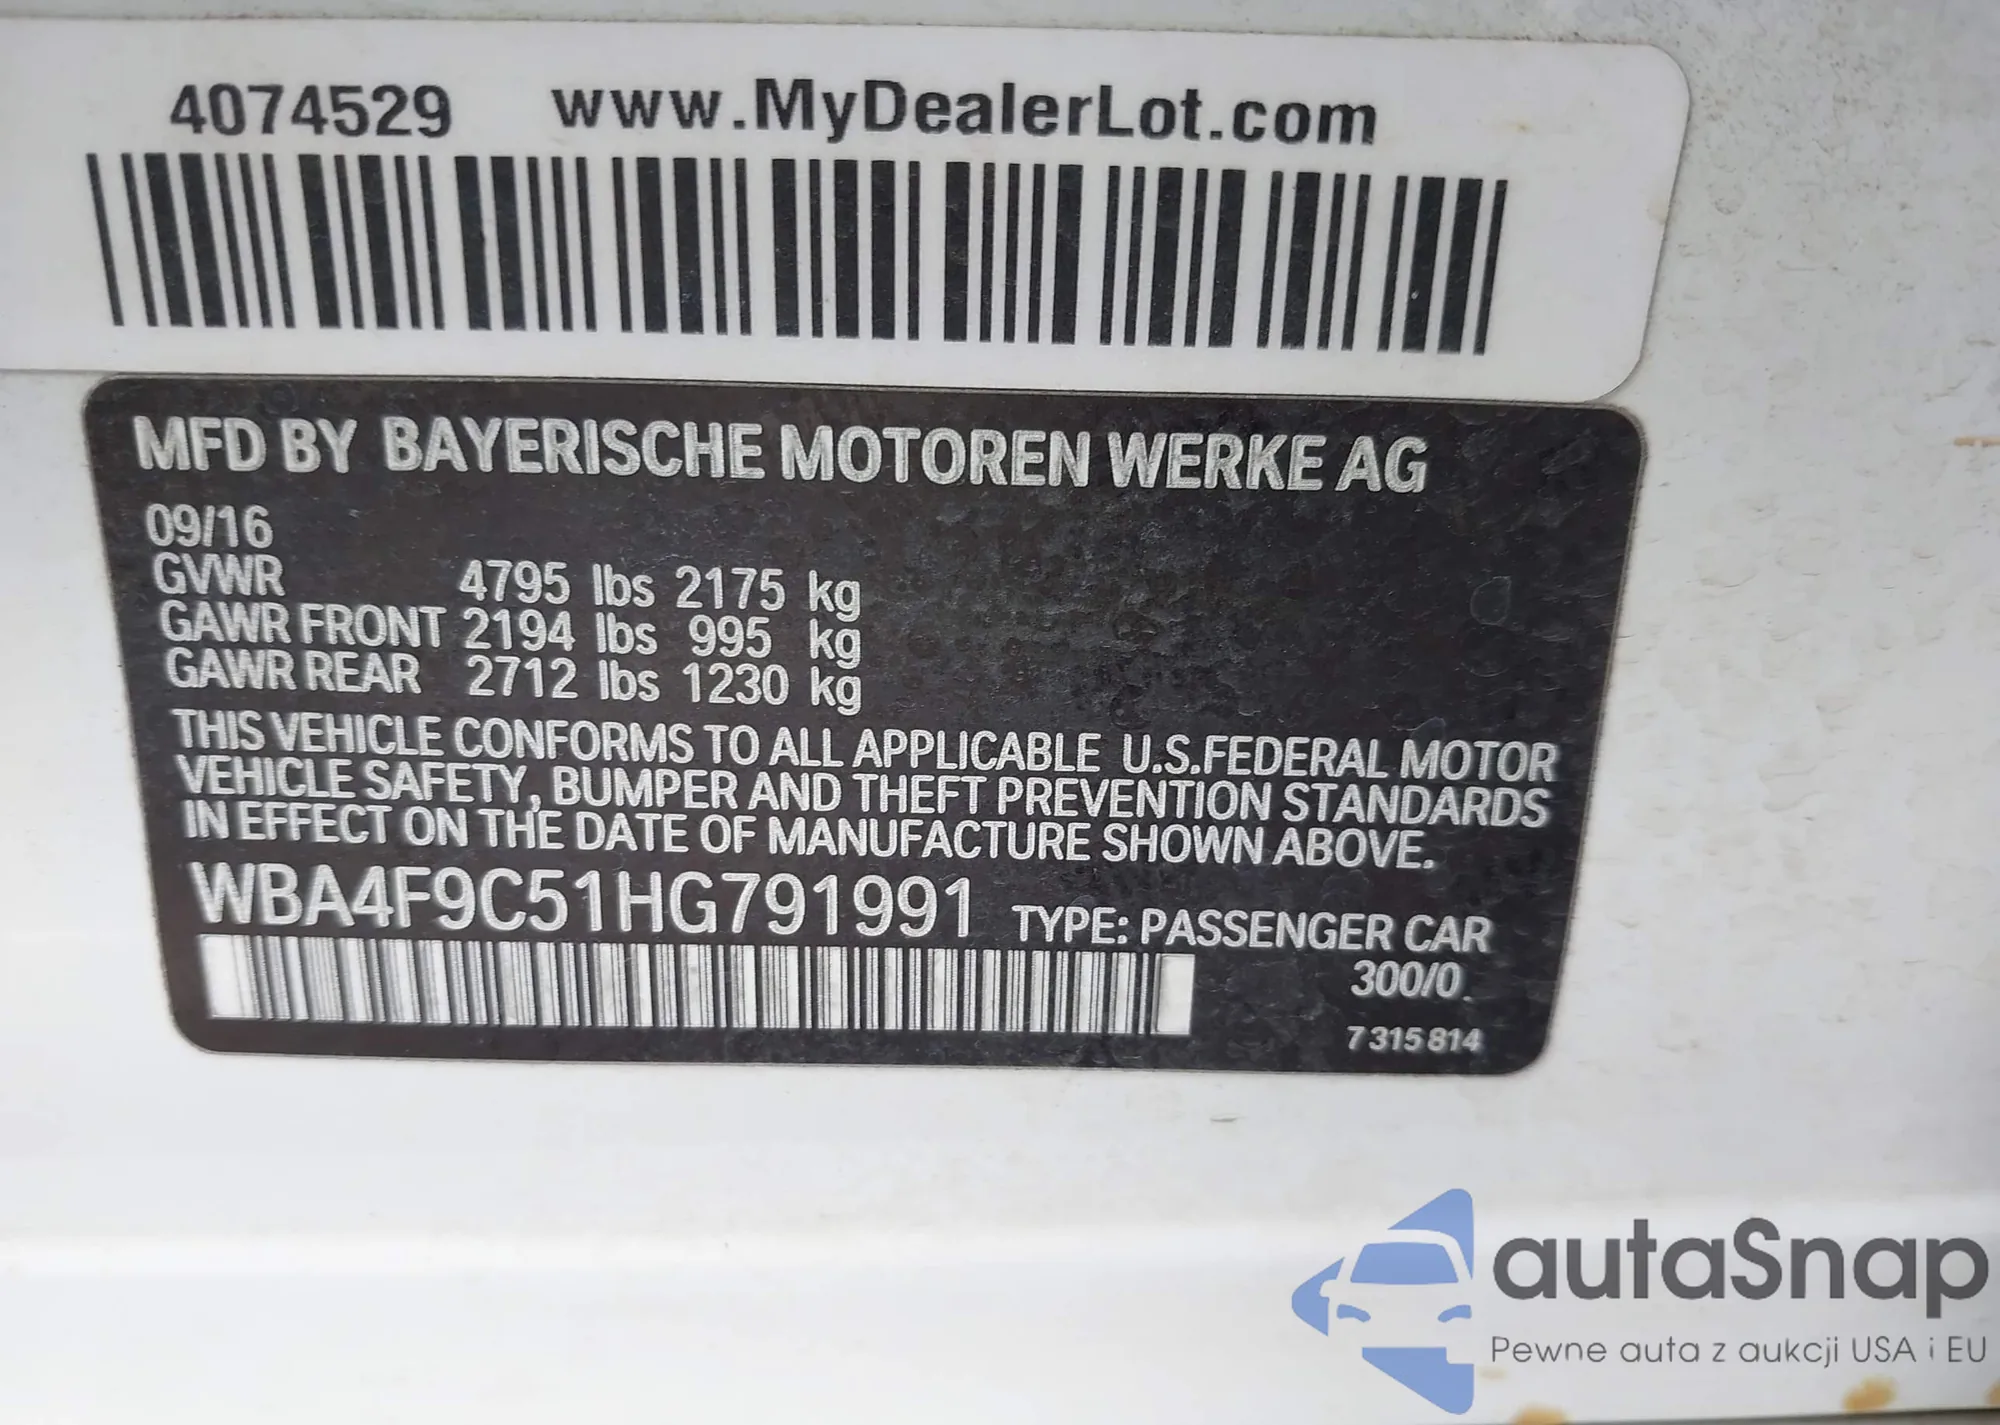 4074529 www.MyDealerLot.com
MFD BY BAYERISCHE MOTOREN WERKE AG
09/16
GVWR 4795 lbs 2175 kg
GAWR FRONT 2194 lbs 995 kg
GAWR REAR 2712 lbs 1230 kg
THIS VEHICLE CONFORMS TO ALL APPLICABLE U.S.FEDERAL MOTOR
VEHICLE SAFETY, BUMPER AND THEFT PREVENTION STANDARDS
IN EFFECT ON THE DATE OF MANUFACTURE SHOWN ABOVE.
WBA4F9C51HG791991 TYPE: PASSENGER CAR
300/0
7 315 814
autaSnap
Pewne auta z aukcji USA i EU